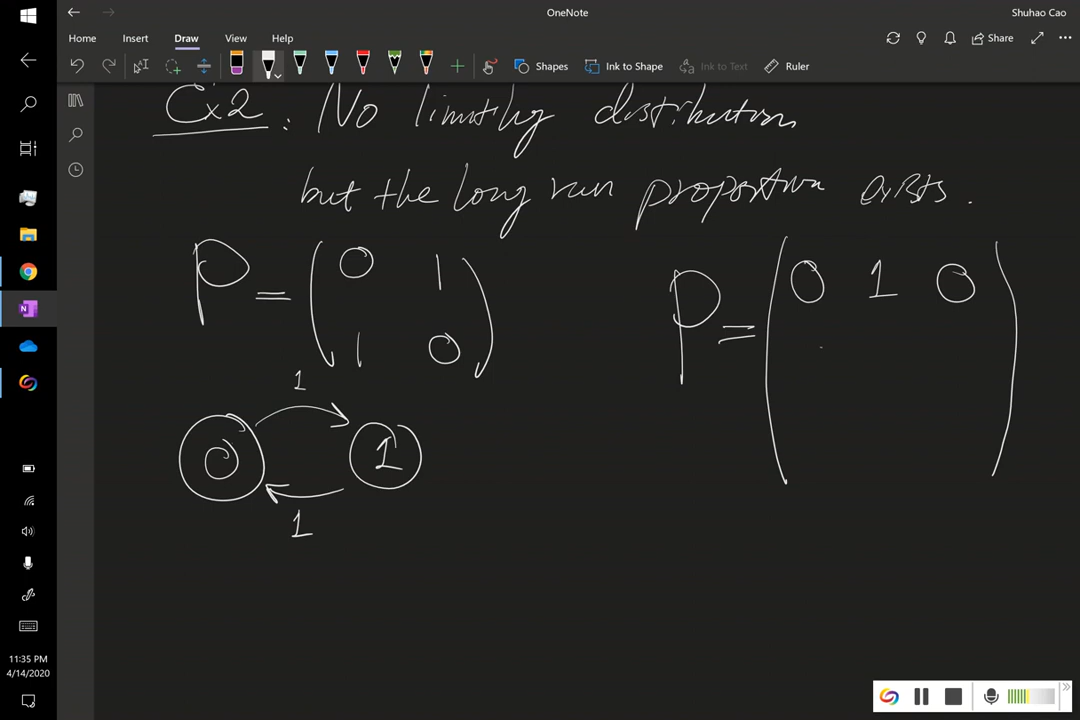 OneNote
Shuhao Cao
Home Insert Draw View Help
Share
Shapes Ink to Shape Ink to Text Ruler
Ex2: No limiting distribution
but the long run proportion exists.
P = ( 0 1
1 0 )
P = ( 0 1 0 )
1
0 1
1
11:35 PM
4/14/2020